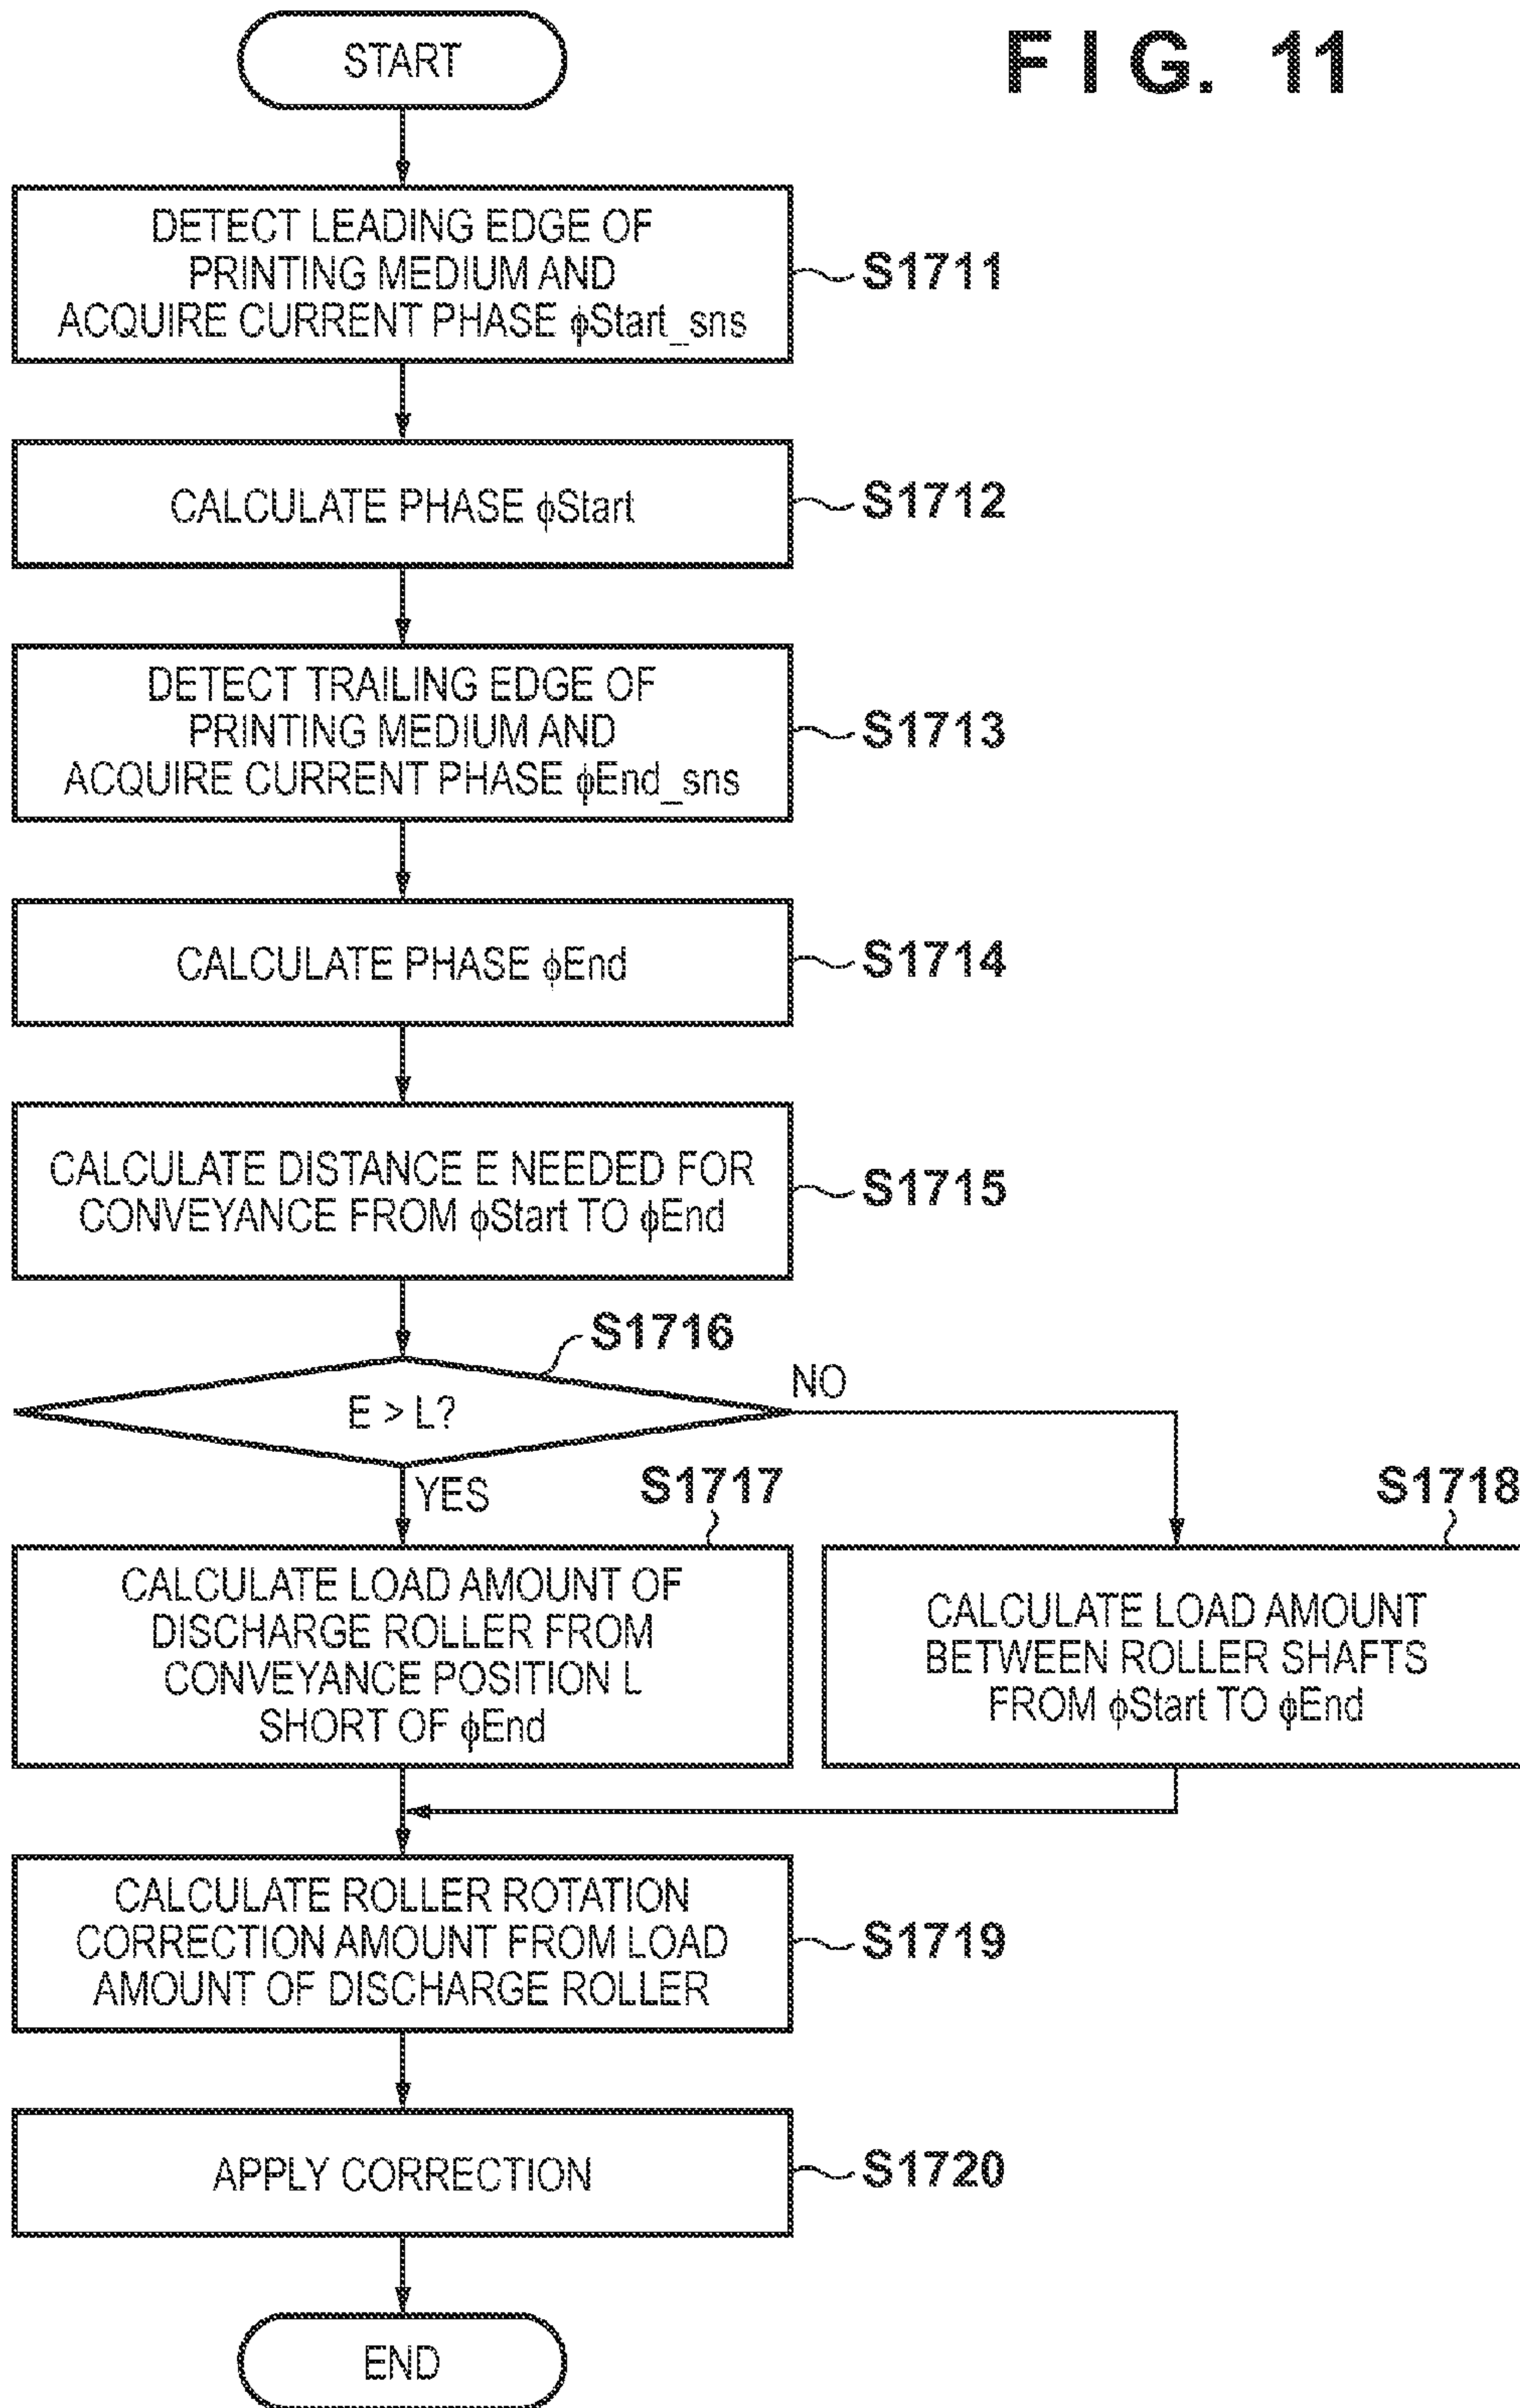 FIG. 11
START
DETECT LEADING EDGE OF
PRINTING MEDIUM AND
ACQUIRE CURRENT PHASE ϕStart_sns
S1711
CALCULATE PHASE ϕStart
S1712
DETECT TRAILING EDGE OF
PRINTING MEDIUM AND
ACQUIRE CURRENT PHASE ϕEnd_sns
S1713
CALCULATE PHASE ϕEnd
S1714
CALCULATE DISTANCE E NEEDED FOR
CONVEYANCE FROM ϕStart TO ϕEnd
S1715
S1716
E > L?
NO
YES
S1717
CALCULATE LOAD AMOUNT OF
DISCHARGE ROLLER FROM
CONVEYANCE POSITION L
SHORT OF ϕEnd
S1718
CALCULATE LOAD AMOUNT
BETWEEN ROLLER SHAFTS
FROM ϕStart TO ϕEnd
CALCULATE ROLLER ROTATION
CORRECTION AMOUNT FROM LOAD
AMOUNT OF DISCHARGE ROLLER
S1719
APPLY CORRECTION
S1720
END